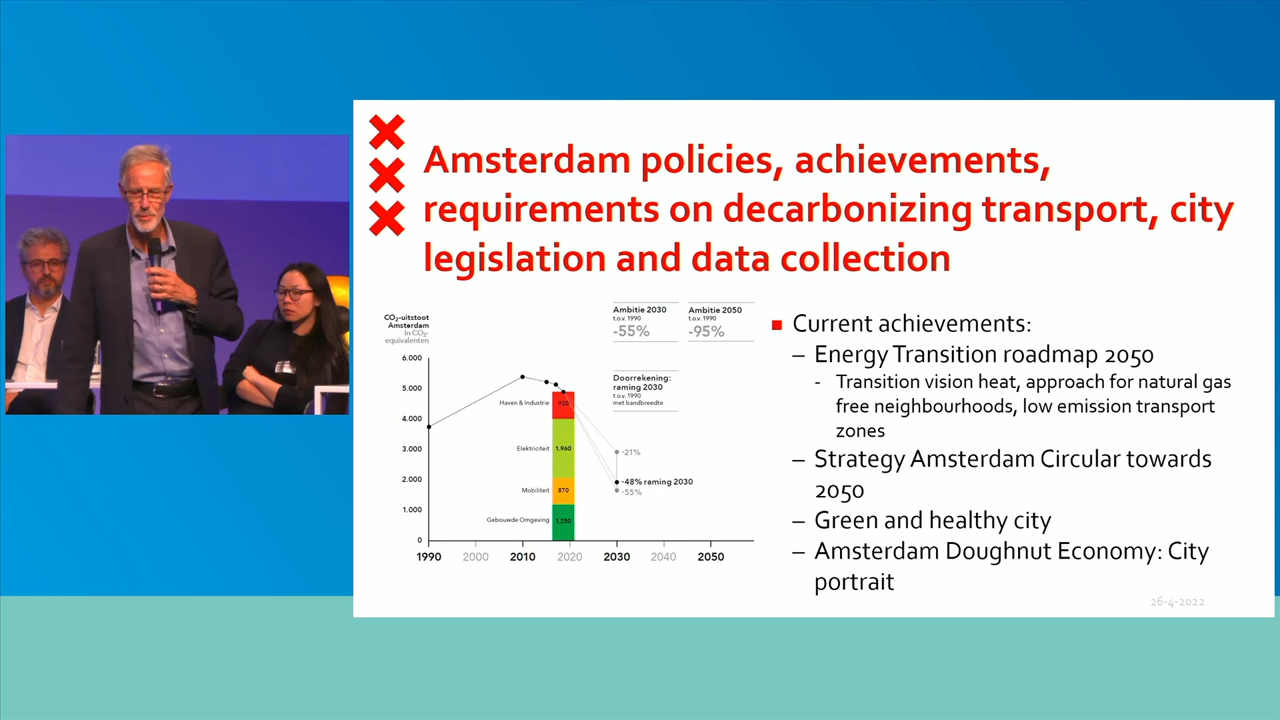 Amsterdam policies, achievements,
requirements on decarbonizing transport, city
legislation and data collection
CO₂-uitstoot
Amsterdam
In CO₂-
equivalenten
Ambitie 2030
t.o.v. 1990
-55%
Ambitie 2050
t.o.v. 1990
-95%
Doorrekening:
raming 2030
t.o.v. 1990
met bandbreedte
6.000
5.000
4.000
3.000
2.000
1.000
0
Haven & Industrie 920
Elektriciteit 1.960
Mobiliteit 870
Gebouwde Omgeving 1.250
-21%
-48% raming 2030
-55%
1990 2000 2010 2020 2030 2040 2050
Current achievements:
– Energy Transition roadmap 2050
- Transition vision heat, approach for natural gas
free neighbourhoods, low emission transport
zones
– Strategy Amsterdam Circular towards
2050
– Green and healthy city
– Amsterdam Doughnut Economy: City
portrait
26-4-2022